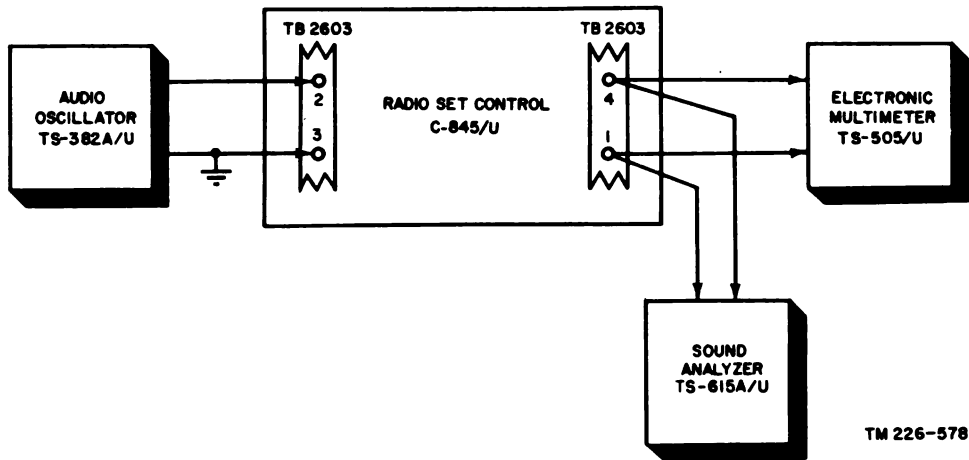 TB 2603
TB 2603
AUDIO
OSCILLATOR
TS-382A/U
2
3
RADIO SET CONTROL
C-845/U
4
1
ELECTRONIC
MULTIMETER
TS-505/U
SOUND
ANALYZER
TS-615A/U
TM 226-578